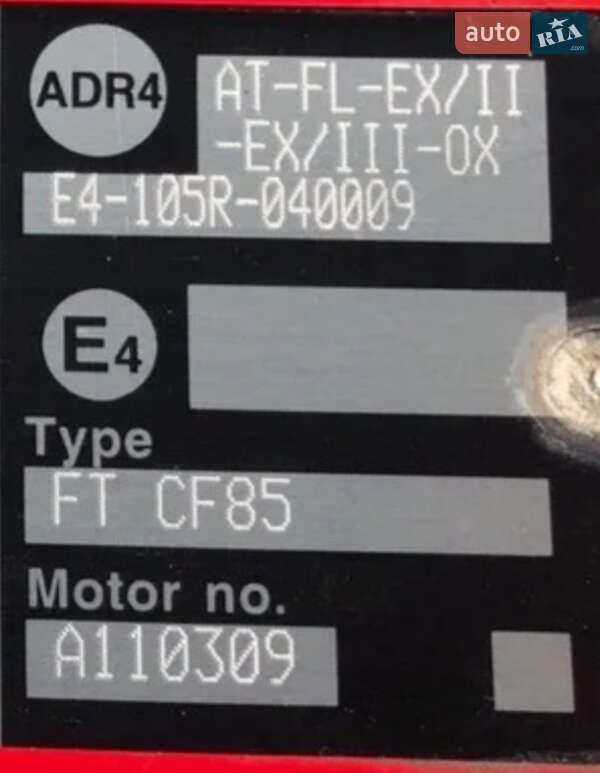 auto RIA .com
ADR4
AT-FL-EX/II
-EX/III-OX
E4-105R-040009
E4
Type
FT CF85
Motor no.
A110309